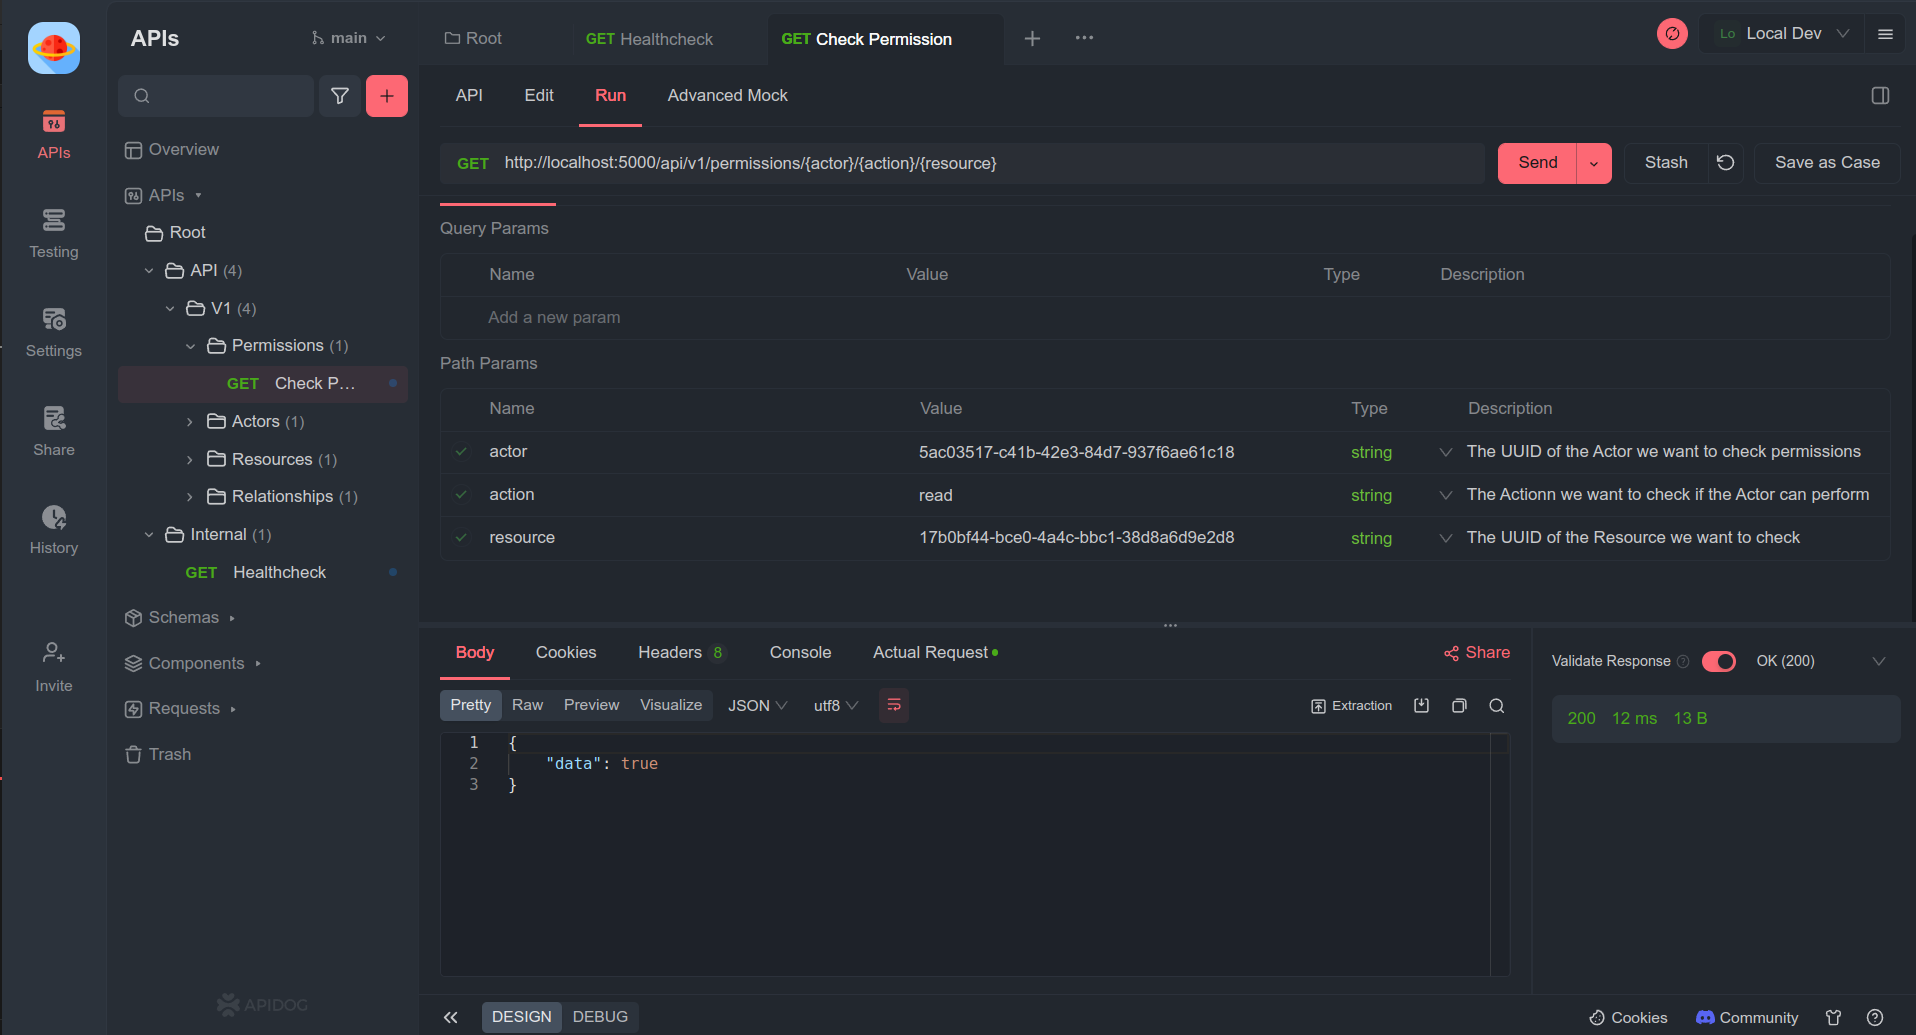 APIs
main
Root
GET Healthcheck
GET Check Permission
Lo Local Dev
APIs
Testing
Settings
Share
History
Invite
Overview
APIs
Root
API (4)
V1 (4)
Permissions (1)
GET Check P...
Actors (1)
Resources (1)
Relationships (1)
Internal (1)
GET Healthcheck
Schemas
Components
Requests
Trash
APIDOG
API Edit Run Advanced Mock
GET http://localhost:5000/api/v1/permissions/{actor}/{action}/{resource}
Send
Stash
Save as Case
Query Params
Name Value Type Description
Add a new param
Path Params
Name Value Type Description
actor 5ac03517-c41b-42e3-84d7-937f6ae61c18 string The UUID of the Actor we want to check permissions
action read string The Actionn we want to check if the Actor can perform
resource 17b0bf44-bce0-4a4c-bbc1-38d8a6d9e2d8 string The UUID of the Resource we want to check
Body Cookies Headers 8 Console Actual Request
Share
Pretty Raw Preview Visualize JSON utf8
Extraction
1 {
2 "data": true
3 }
Validate Response ? OK (200)
200 12 ms 13 B
DESIGN DEBUG
Cookies
Community